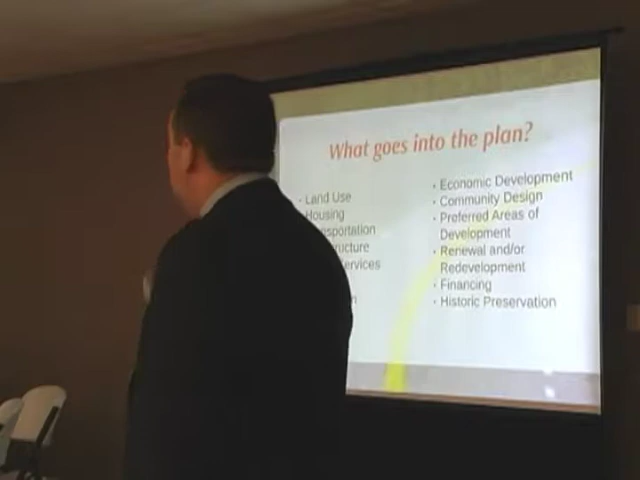 What goes into the plan?
· Land Use
Housing
ervices
· Economic Development
· Community Design
· Preferred Areas of
Development
· Renewal and/or
Redevelopment
· Financing
· Historic Preservation